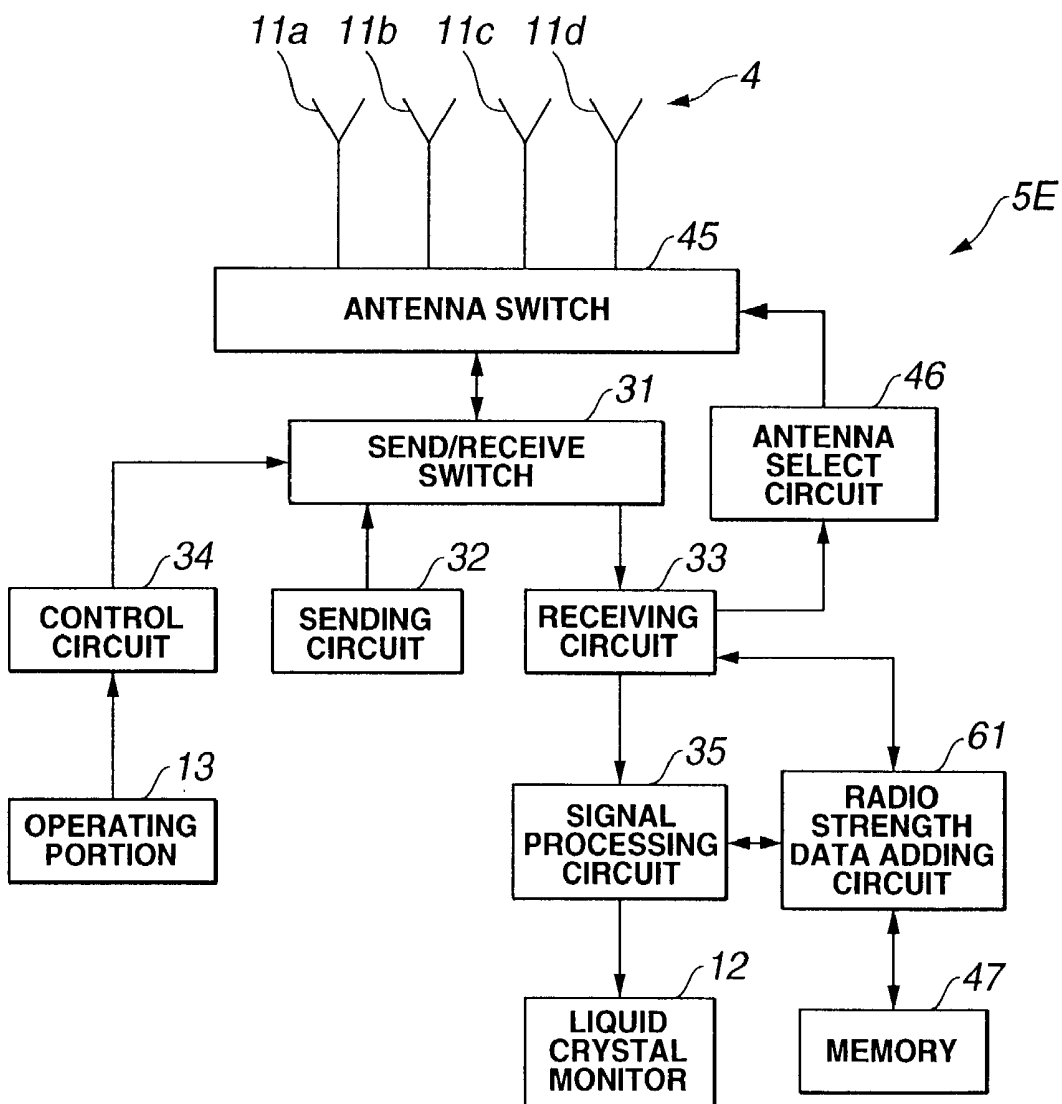 11a 11b 11c 11d
4
5E
45
ANTENNA SWITCH
31
46
SEND/RECEIVE
SWITCH
ANTENNA
SELECT
CIRCUIT
34
32
33
CONTROL
CIRCUIT
SENDING
CIRCUIT
RECEIVING
CIRCUIT
13
35
61
OPERATING
PORTION
SIGNAL
PROCESSING
CIRCUIT
RADIO
STRENGTH
DATA ADDING
CIRCUIT
12
47
LIQUID
CRYSTAL
MONITOR
MEMORY